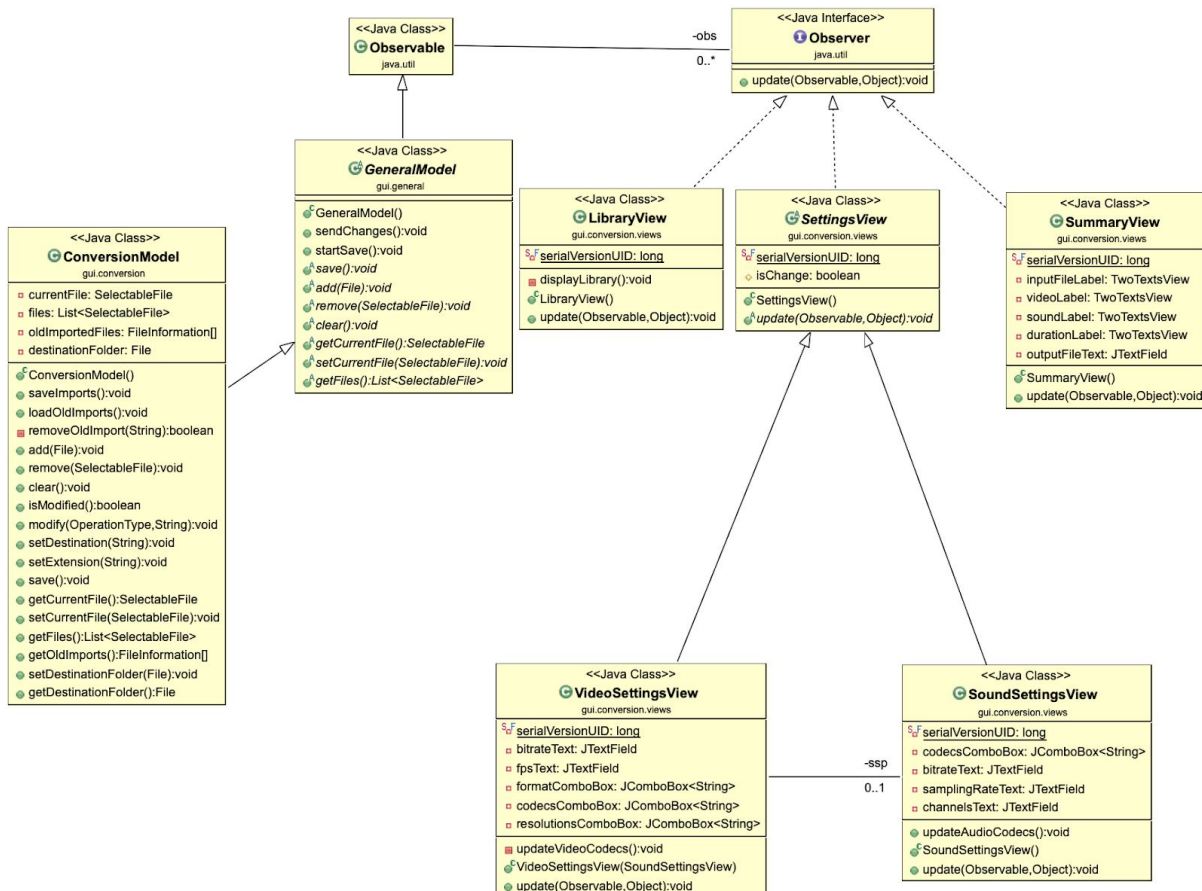 <<Java Class>>
Observable
java.util
-obs
0..*
<<Java Interface>>
Observer
java.util
update(Observable,Object):void
<<Java Class>>
GeneralModel
gui.general
GeneralModel()
sendChanges():void
startSave():void
save():void
add(File):void
remove(SelectableFile):void
clear():void
getCurrentFile():SelectableFile
setCurrentFile(SelectableFile):void
getFiles():List<SelectableFile>
<<Java Class>>
ConversionModel
gui.conversion
currentFile: SelectableFile
files: List<SelectableFile>
oldImportedFiles: FileInformation[]
destinationFolder: File
ConversionModel()
saveImports():void
loadOldImports():void
removeOldImport(String):boolean
add(File):void
remove(SelectableFile):void
clear():void
isModified():boolean
modify(OperationType,String):void
setDestination(String):void
setExtension(String):void
save():void
getCurrentFile():SelectableFile
setCurrentFile(SelectableFile):void
getFiles():List<SelectableFile>
getOldImports():FileInformation[]
setDestinationFolder(File):void
getDestinationFolder():File
<<Java Class>>
LibraryView
gui.conversion.views
serialVersionUID: long
displayLibrary():void
LibraryView()
update(Observable,Object):void
<<Java Class>>
SettingsView
gui.conversion.views
serialVersionUID: long
isChange: boolean
SettingsView()
update(Observable,Object):void
<<Java Class>>
SummaryView
gui.conversion.views
serialVersionUID: long
inputFileLabel: TwoTextsView
videoLabel: TwoTextsView
soundLabel: TwoTextsView
durationLabel: TwoTextsView
outputFileText: JTextField
SummaryView()
update(Observable,Object):void
<<Java Class>>
VideoSettingsView
gui.conversion.views
serialVersionUID: long
bitrateText: JTextField
fpsText: JTextField
formatComboBox: JComboBox<String>
codecsComboBox: JComboBox<String>
resolutionsComboBox: JComboBox<String>
updateVideoCodecs():void
VideoSettingsView(SoundSettingsView)
update(Observable,Object):void
-ssp
0..1
<<Java Class>>
SoundSettingsView
gui.conversion.views
serialVersionUID: long
codecsComboBox: JComboBox<String>
bitrateText: JTextField
samplingRateText: JTextField
channelsText: JTextField
updateAudioCodecs():void
SoundSettingsView()
update(Observable,Object):void